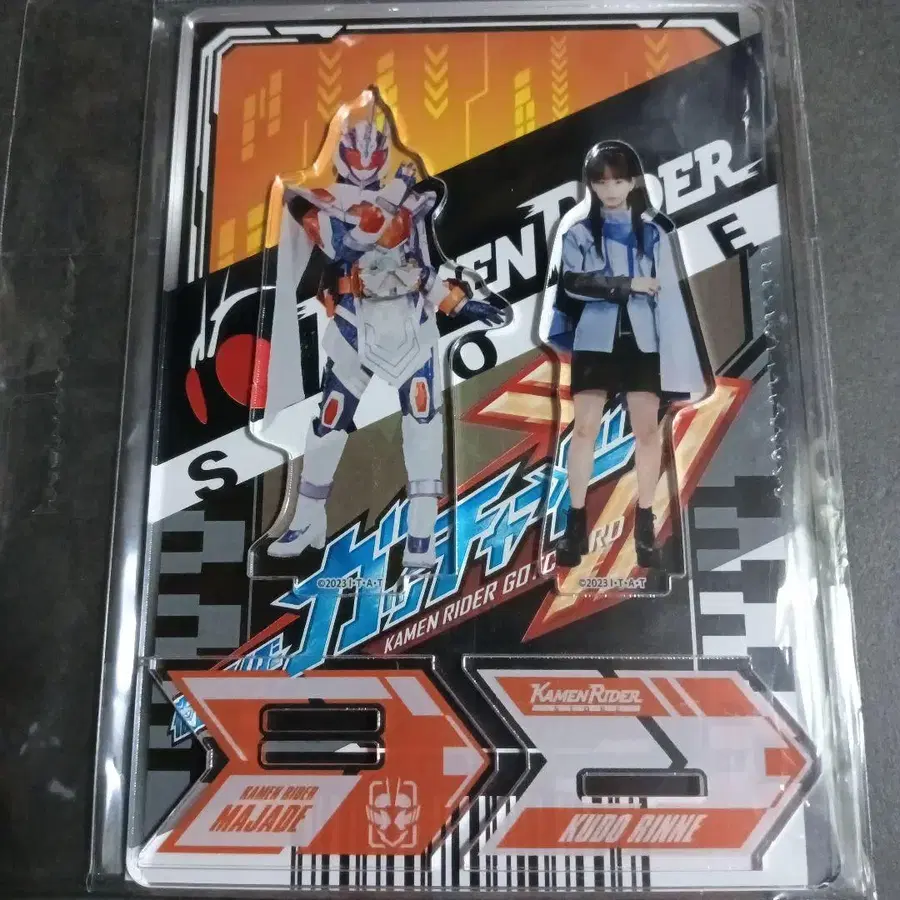 KAMEN RIDER
STORE
ガッチャード
KAMEN RIDER GOTCHARD
©2023 I・T・A・T
©2023 I・T・A・T
KAMEN RIDER
MAJADE
KAMEN RIDER
STORE
KUDO RINNE